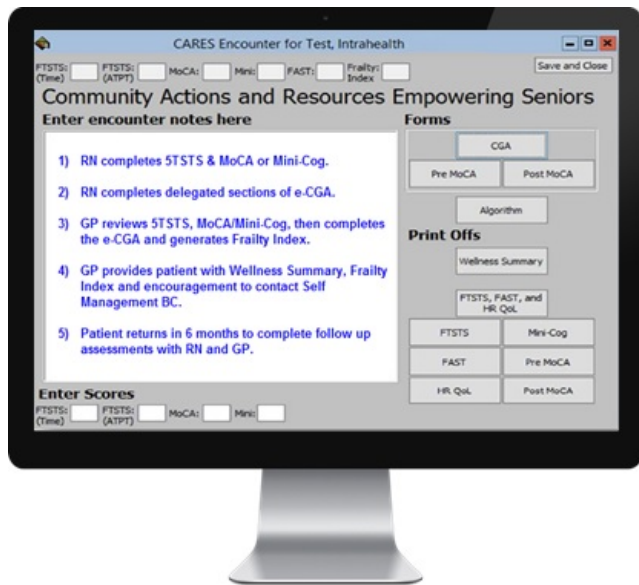 CARES Encounter for Test, Intrahealth
FTSTS: (Time) FTSTS: (ATPT) MoCA: Mini: FAST: Frailty: Index Save and Close
Community Actions and Resources Empowering Seniors
Enter encounter notes here
1) RN completes 5TSTS & MoCA or Mini-Cog.
2) RN completes delegated sections of e-CGA.
3) GP reviews 5TSTS, MoCA/Mini-Cog, then completes
the e-CGA and generates Frailty Index.
4) GP provides patient with Wellness Summary, Frailty
Index and encouragement to contact Self
Management BC.
5) Patient returns in 6 months to complete follow up
assessments with RN and GP.
Enter Scores
FTSTS: (Time) FTSTS: (ATPT) MoCA: Mini:
Forms
CGA
Pre MoCA Post MoCA
Algorithm
Print Offs
Wellness Summary
FTSTS, FAST, and
HR QoL
FTSTS Mini-Cog
FAST Pre MoCA
HR QoL Post MoCA